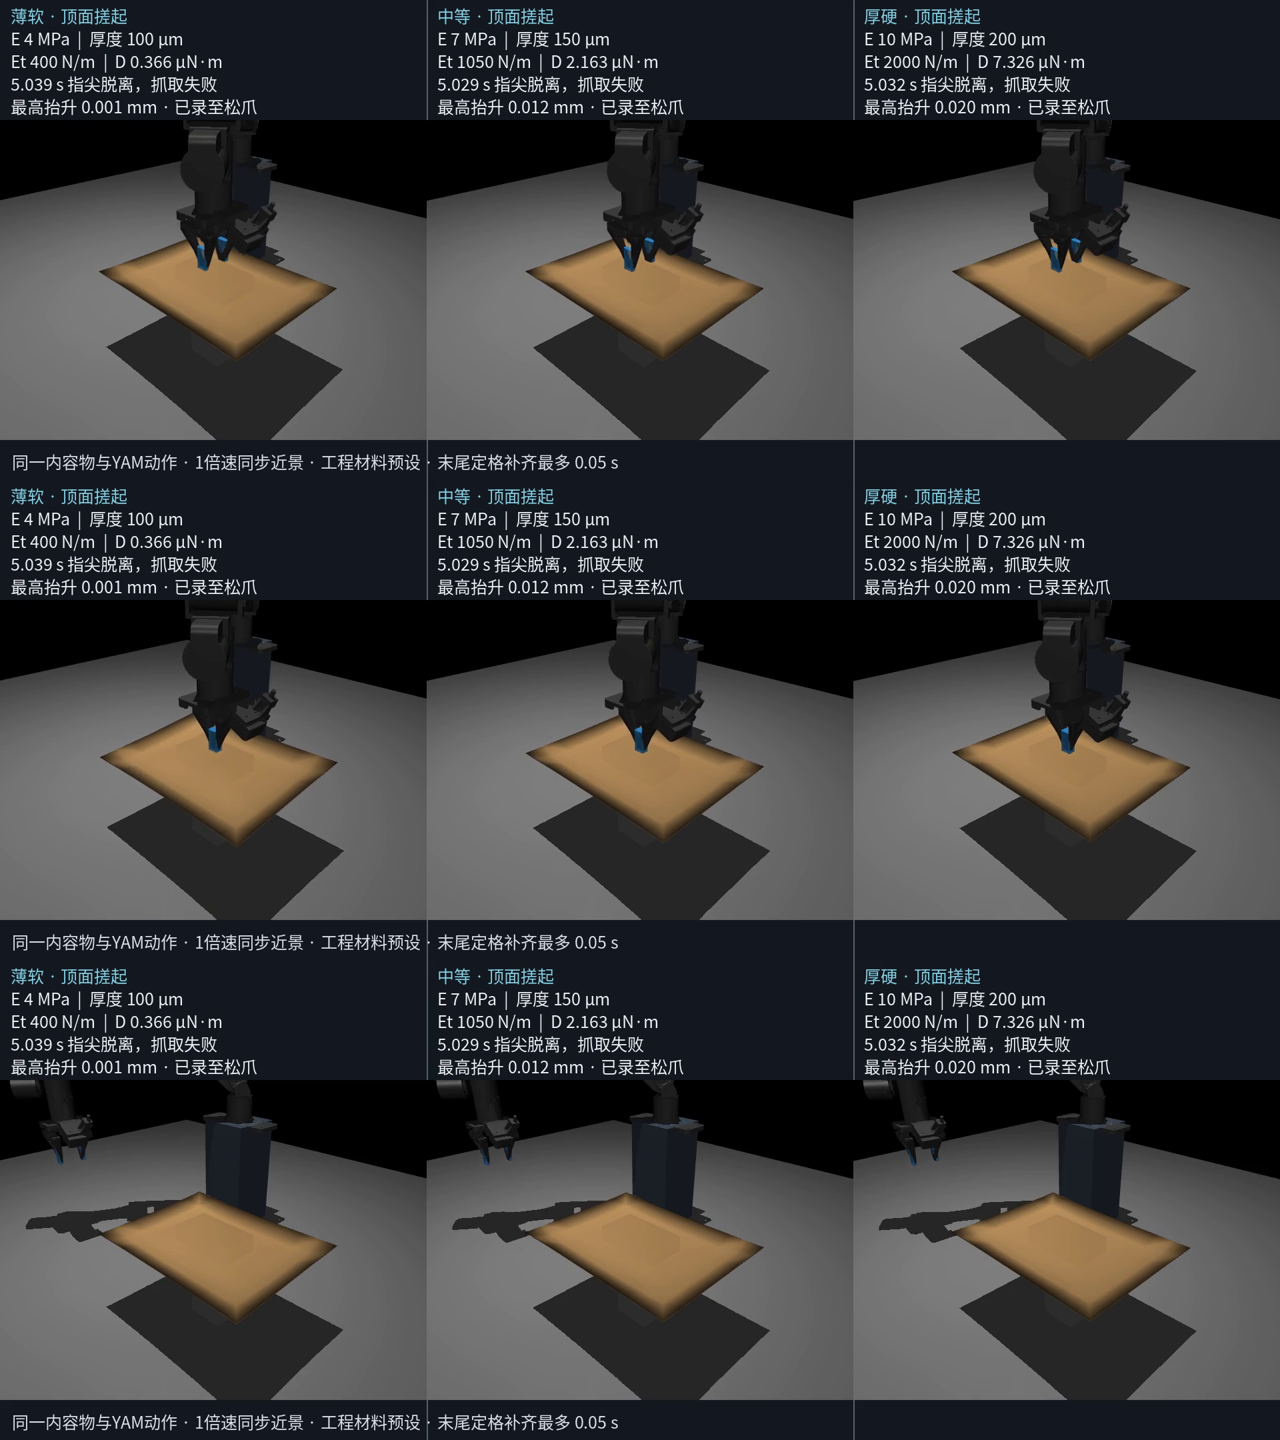 薄软 · 顶面搓起
E 4 MPa | 厚度 100 μm
Et 400 N/m | D 0.366 μN·m
5.039 s 指尖脱离，抓取失败
最高抬升 0.001 mm · 已录至松爪
中等 · 顶面搓起
E 7 MPa | 厚度 150 μm
Et 1050 N/m | D 2.163 μN·m
5.029 s 指尖脱离，抓取失败
最高抬升 0.012 mm · 已录至松爪
厚硬 · 顶面搓起
E 10 MPa | 厚度 200 μm
Et 2000 N/m | D 7.326 μN·m
5.032 s 指尖脱离，抓取失败
最高抬升 0.020 mm · 已录至松爪
同一内容物与YAM动作 · 1倍速同步近景 · 工程材料预设 · 末尾定格补齐最多 0.05 s
薄软 · 顶面搓起
E 4 MPa | 厚度 100 μm
Et 400 N/m | D 0.366 μN·m
5.039 s 指尖脱离，抓取失败
最高抬升 0.001 mm · 已录至松爪
中等 · 顶面搓起
E 7 MPa | 厚度 150 μm
Et 1050 N/m | D 2.163 μN·m
5.029 s 指尖脱离，抓取失败
最高抬升 0.012 mm · 已录至松爪
厚硬 · 顶面搓起
E 10 MPa | 厚度 200 μm
Et 2000 N/m | D 7.326 μN·m
5.032 s 指尖脱离，抓取失败
最高抬升 0.020 mm · 已录至松爪
同一内容物与YAM动作 · 1倍速同步近景 · 工程材料预设 · 末尾定格补齐最多 0.05 s
薄软 · 顶面搓起
E 4 MPa | 厚度 100 μm
Et 400 N/m | D 0.366 μN·m
5.039 s 指尖脱离，抓取失败
最高抬升 0.001 mm · 已录至松爪
中等 · 顶面搓起
E 7 MPa | 厚度 150 μm
Et 1050 N/m | D 2.163 μN·m
5.029 s 指尖脱离，抓取失败
最高抬升 0.012 mm · 已录至松爪
厚硬 · 顶面搓起
E 10 MPa | 厚度 200 μm
Et 2000 N/m | D 7.326 μN·m
5.032 s 指尖脱离，抓取失败
最高抬升 0.020 mm · 已录至松爪
同一内容物与YAM动作 · 1倍速同步近景 · 工程材料预设 · 末尾定格补齐最多 0.05 s